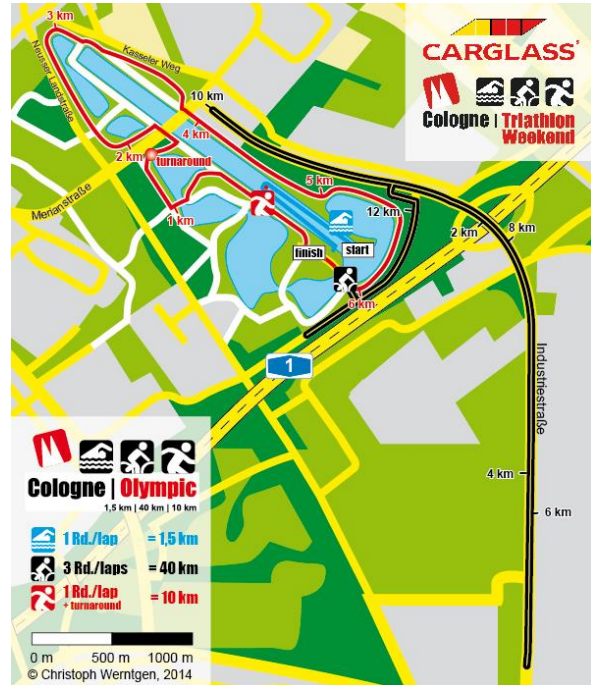 3 km
Kasseler Weg
Neusser Landstraße
10 km
CARGLASS®
Cologne | Triathlon
Weekend
4 km
2 km
turnaround
Merianstraße
1 km
5 km
12 km
2 km
8 km
finish
start
6 km
1
Industriestraße
4 km
6 km
Cologne | Olympic
1,5 km | 40 km | 10 km
1 Rd./lap = 1,5 km
3 Rd./laps = 40 km
1 Rd./lap = 10 km
+ turnaround
0 m 500 m 1000 m
© Christoph Werntgen, 2014